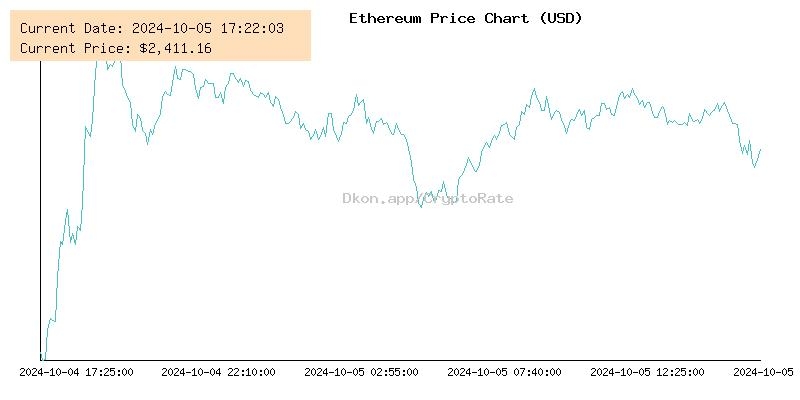 Ethereum Price Chart (USD)
Current Date: 2024-10-05 17:22:03
Current Price: $2,411.16
Dkon.app/CryptoRate
2024-10-04 17:25:00
2024-10-04 22:10:00
2024-10-05 02:55:00
2024-10-05 07:40:00
2024-10-05 12:25:00
2024-10-05